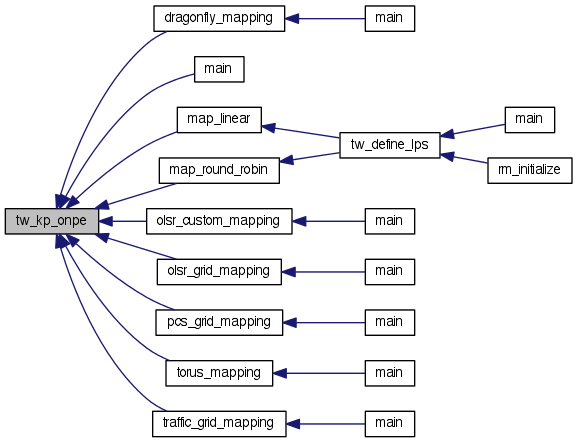 dragonfly_mapping
main
main
map_linear
main
tw_define_lps
map_round_robin
rm_initialize
tw_kp_onpe
olsr_custom_mapping
main
olsr_grid_mapping
main
pcs_grid_mapping
main
torus_mapping
main
traffic_grid_mapping
main